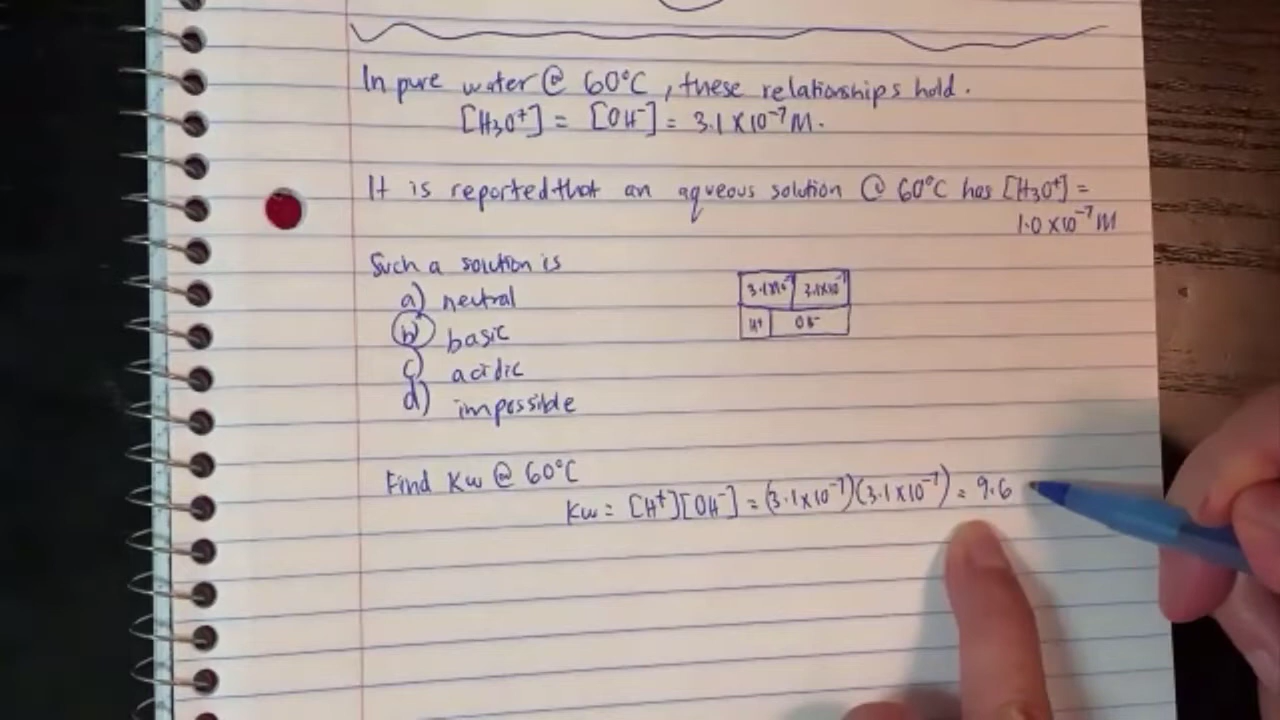 In pure water @ 60°C, these relationships hold.
[H3O⁺] = [OH⁻] = 3.1 X 10⁻⁷ M.
It is reported that an aqueous solution @ 60°C has [H3O⁺] =
1.0 x 10⁻⁷ M
Such a solution is
a) neutral
b) basic
c) acidic
d) impossible
3.1x10⁻⁷ 3.1x10⁻⁷
H⁺ OH⁻
Find Kw @ 60°C
Kw = [H⁺][OH⁻] = (3.1 x 10⁻⁷)(3.1 x 10⁻⁷) = 9.6